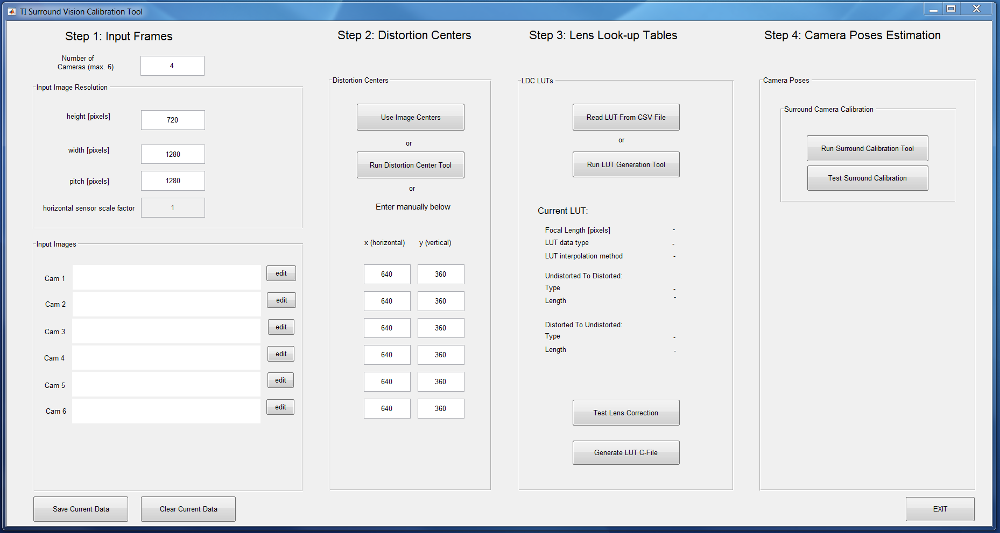 TI Surround Vision Calibration Tool
Step 1: Input Frames
Number of
Cameras (max. 6)
4
Input Image Resolution
height [pixels]
720
width [pixels]
1280
pitch [pixels]
1280
horizontal sensor scale factor
1
Input Images
Cam 1
edit
Cam 2
edit
Cam 3
edit
Cam 4
edit
Cam 5
edit
Cam 6
edit
Save Current Data
Clear Current Data
Step 2: Distortion Centers
Distortion Centers
Use Image Centers
or
Run Distortion Center Tool
or
Enter manually below
x (horizontal) y (vertical)
640 360
640 360
640 360
640 360
640 360
640 360
Step 3: Lens Look-up Tables
LDC LUTs
Read LUT From CSV File
or
Run LUT Generation Tool
Current LUT:
Focal Length [pixels] -
LUT data type -
LUT interpolation method -
Undistorted To Distorted:
Type -
Length -
Distorted To Undistorted:
Type -
Length -
Test Lens Correction
Generate LUT C-File
Step 4: Camera Poses Estimation
Camera Poses
Surround Camera Calibration
Run Surround Calibration Tool
Test Surround Calibration
EXIT